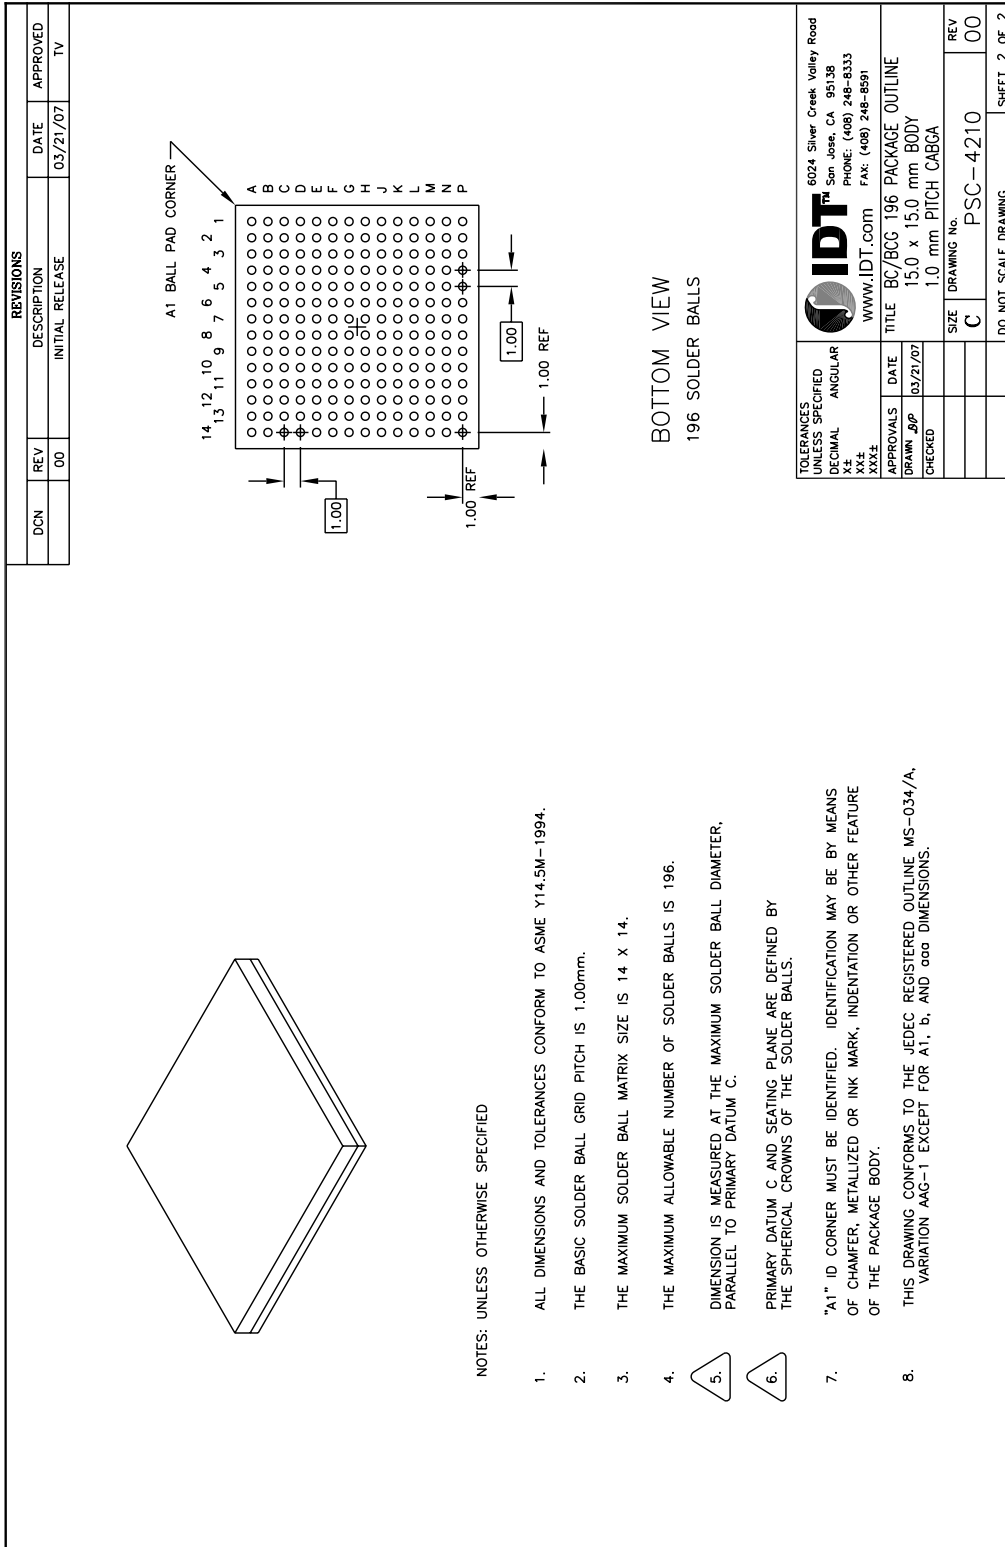 REVISIONS
DCN REV DESCRIPTION DATE APPROVED
00 INITIAL RELEASE 03/21/07 TV
A1 BALL PAD CORNER
14 12 10 8 6 4 2
13 11 9 7 5 3 1
A
B
C
D
E
F
G
H
J
K
L
M
N
P
1.00
1.00 REF
1.00
1.00 REF
BOTTOM VIEW
196 SOLDER BALLS
NOTES: UNLESS OTHERWISE SPECIFIED
1. ALL DIMENSIONS AND TOLERANCES CONFORM TO ASME Y14.5M-1994.
2. THE BASIC SOLDER BALL GRID PITCH IS 1.00mm.
3. THE MAXIMUM SOLDER BALL MATRIX SIZE IS 14 X 14.
4. THE MAXIMUM ALLOWABLE NUMBER OF SOLDER BALLS IS 196.
5. DIMENSION IS MEASURED AT THE MAXIMUM SOLDER BALL DIAMETER,
PARALLEL TO PRIMARY DATUM C.
6. PRIMARY DATUM C AND SEATING PLANE ARE DEFINED BY
THE SPHERICAL CROWNS OF THE SOLDER BALLS.
7. "A1" ID CORNER MUST BE IDENTIFIED. IDENTIFICATION MAY BE BY MEANS
OF CHAMFER, METALLIZED OR INK MARK, INDENTATION OR OTHER FEATURE
OF THE PACKAGE BODY.
8. THIS DRAWING CONFORMS TO THE JEDEC REGISTERED OUTLINE MS-034/A,
VARIATION AAG-1 EXCEPT FOR A1, b, AND aaa DIMENSIONS.
TOLERANCES
UNLESS SPECIFIED
DECIMAL ANGULAR
X±
XX±
XXX±
APPROVALS DATE
DRAWN 03/21/07
CHECKED
IDT™
www.IDT.com
6024 Silver Creek Valley Road
San Jose, CA 95138
PHONE: (408) 248-8333
FAX: (408) 248-8591
TITLE BC/BCG 196 PACKAGE OUTLINE
15.0 x 15.0 mm BODY
1.0 mm PITCH CABGA
SIZE DRAWING No. REV
C PSC-4210 00
DO NOT SCALE DRAWING SHEET 2 OF 2